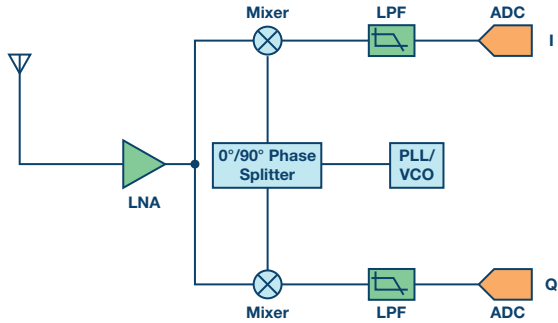 Mixer
LPF
ADC
I
0°/90° Phase
Splitter
PLL/
VCO
LNA
Q
Mixer
LPF
ADC